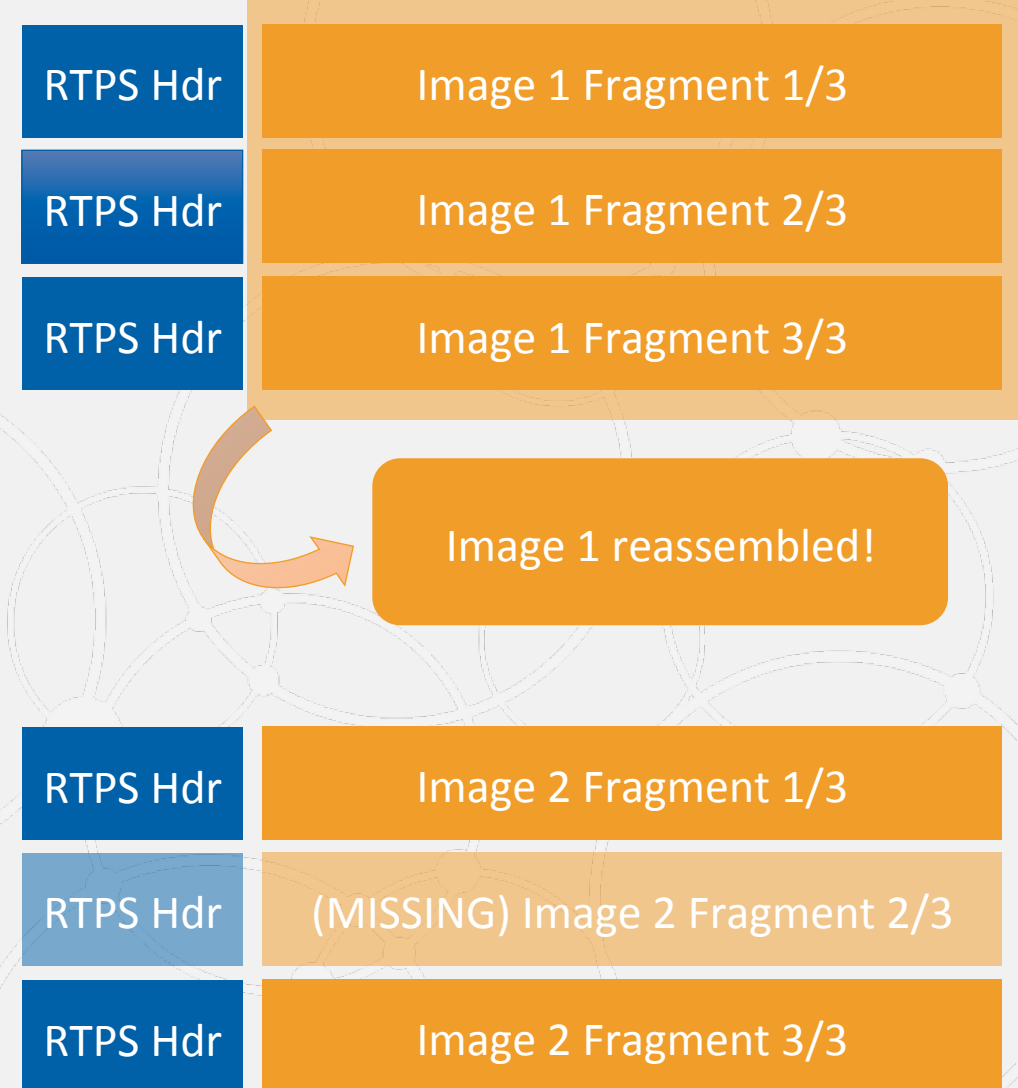 RTPS Hdr Image 1 Fragment 1/3
RTPS Hdr Image 1 Fragment 2/3
RTPS Hdr Image 1 Fragment 3/3
Image 1 reassembled!
RTPS Hdr Image 2 Fragment 1/3
RTPS Hdr (MISSING) Image 2 Fragment 2/3
RTPS Hdr Image 2 Fragment 3/3